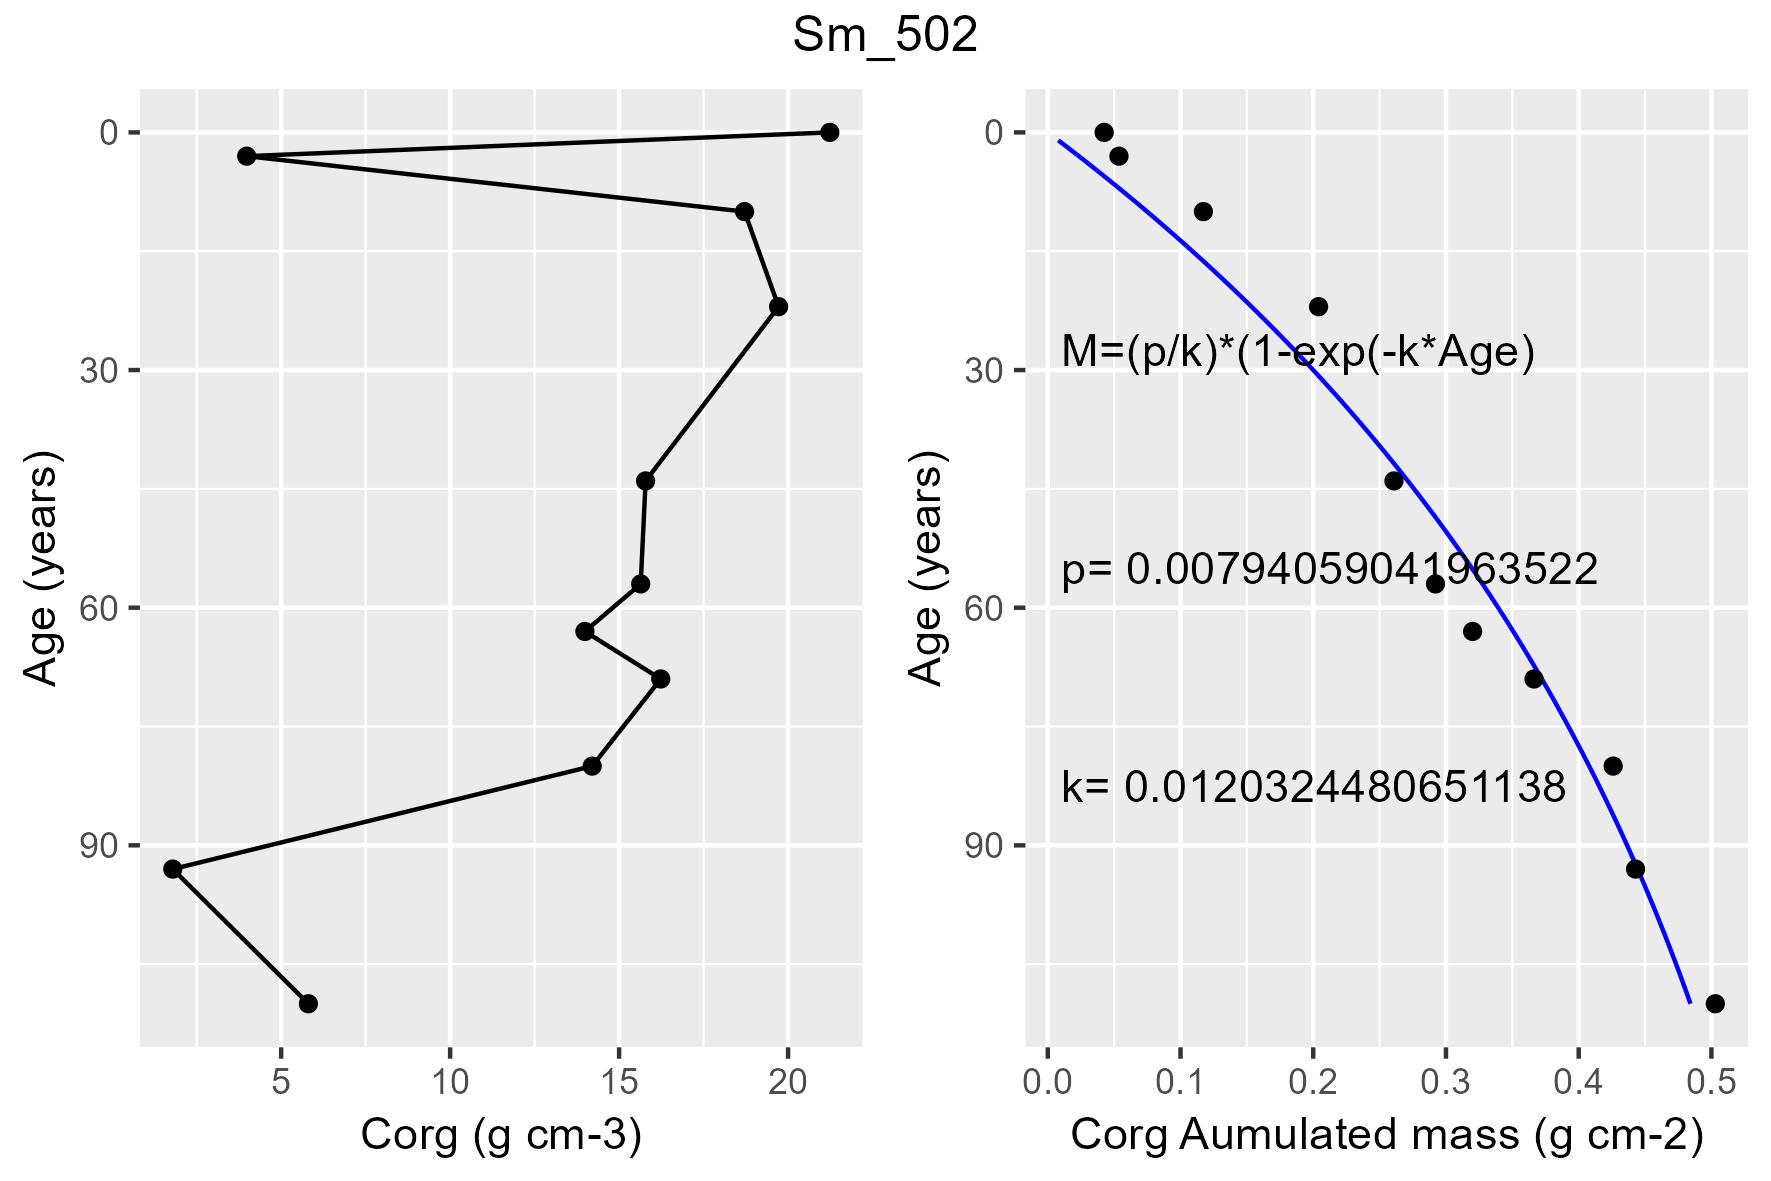 Sm_502
0
30
60
90
Age (years)
5 10 15 20
Corg (g cm-3)
0
30
60
90
Age (years)
M=(p/k)*(1-exp(-k*Age)
p= 0.00794059041963522
k= 0.0120324480651138
0.0 0.1 0.2 0.3 0.4 0.5
Corg Aumulated mass (g cm-2)